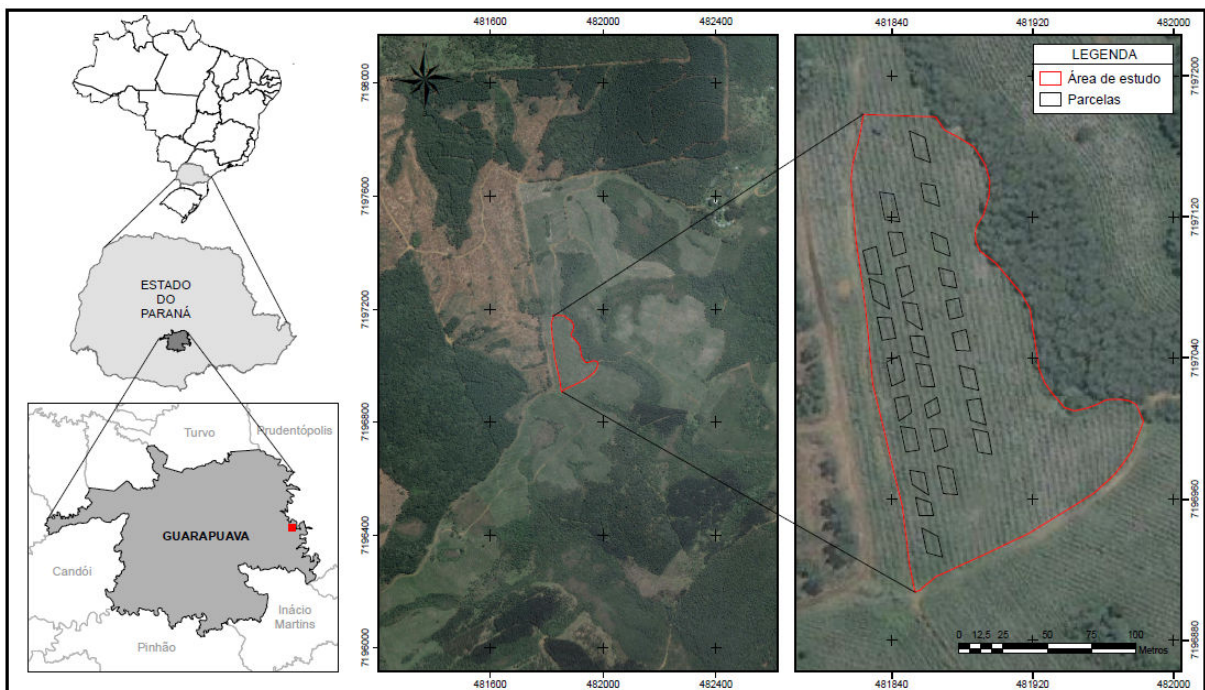 ESTADO
DO
PARANÁ
Turvo
Prudentópolis
GUARAPUAVA
Candói
Inácio
Martins
Pinhão
481600
482000
482400
7198000
7197600
7197200
7196800
7196400
7196000
481600
482000
482400
481840
481920
482000
LEGENDA
Área de estudo
Parcelas
7197200
7197120
7197040
7196960
7196880
0 12,5 25 50 75 100
Metros
481840
481920
482000